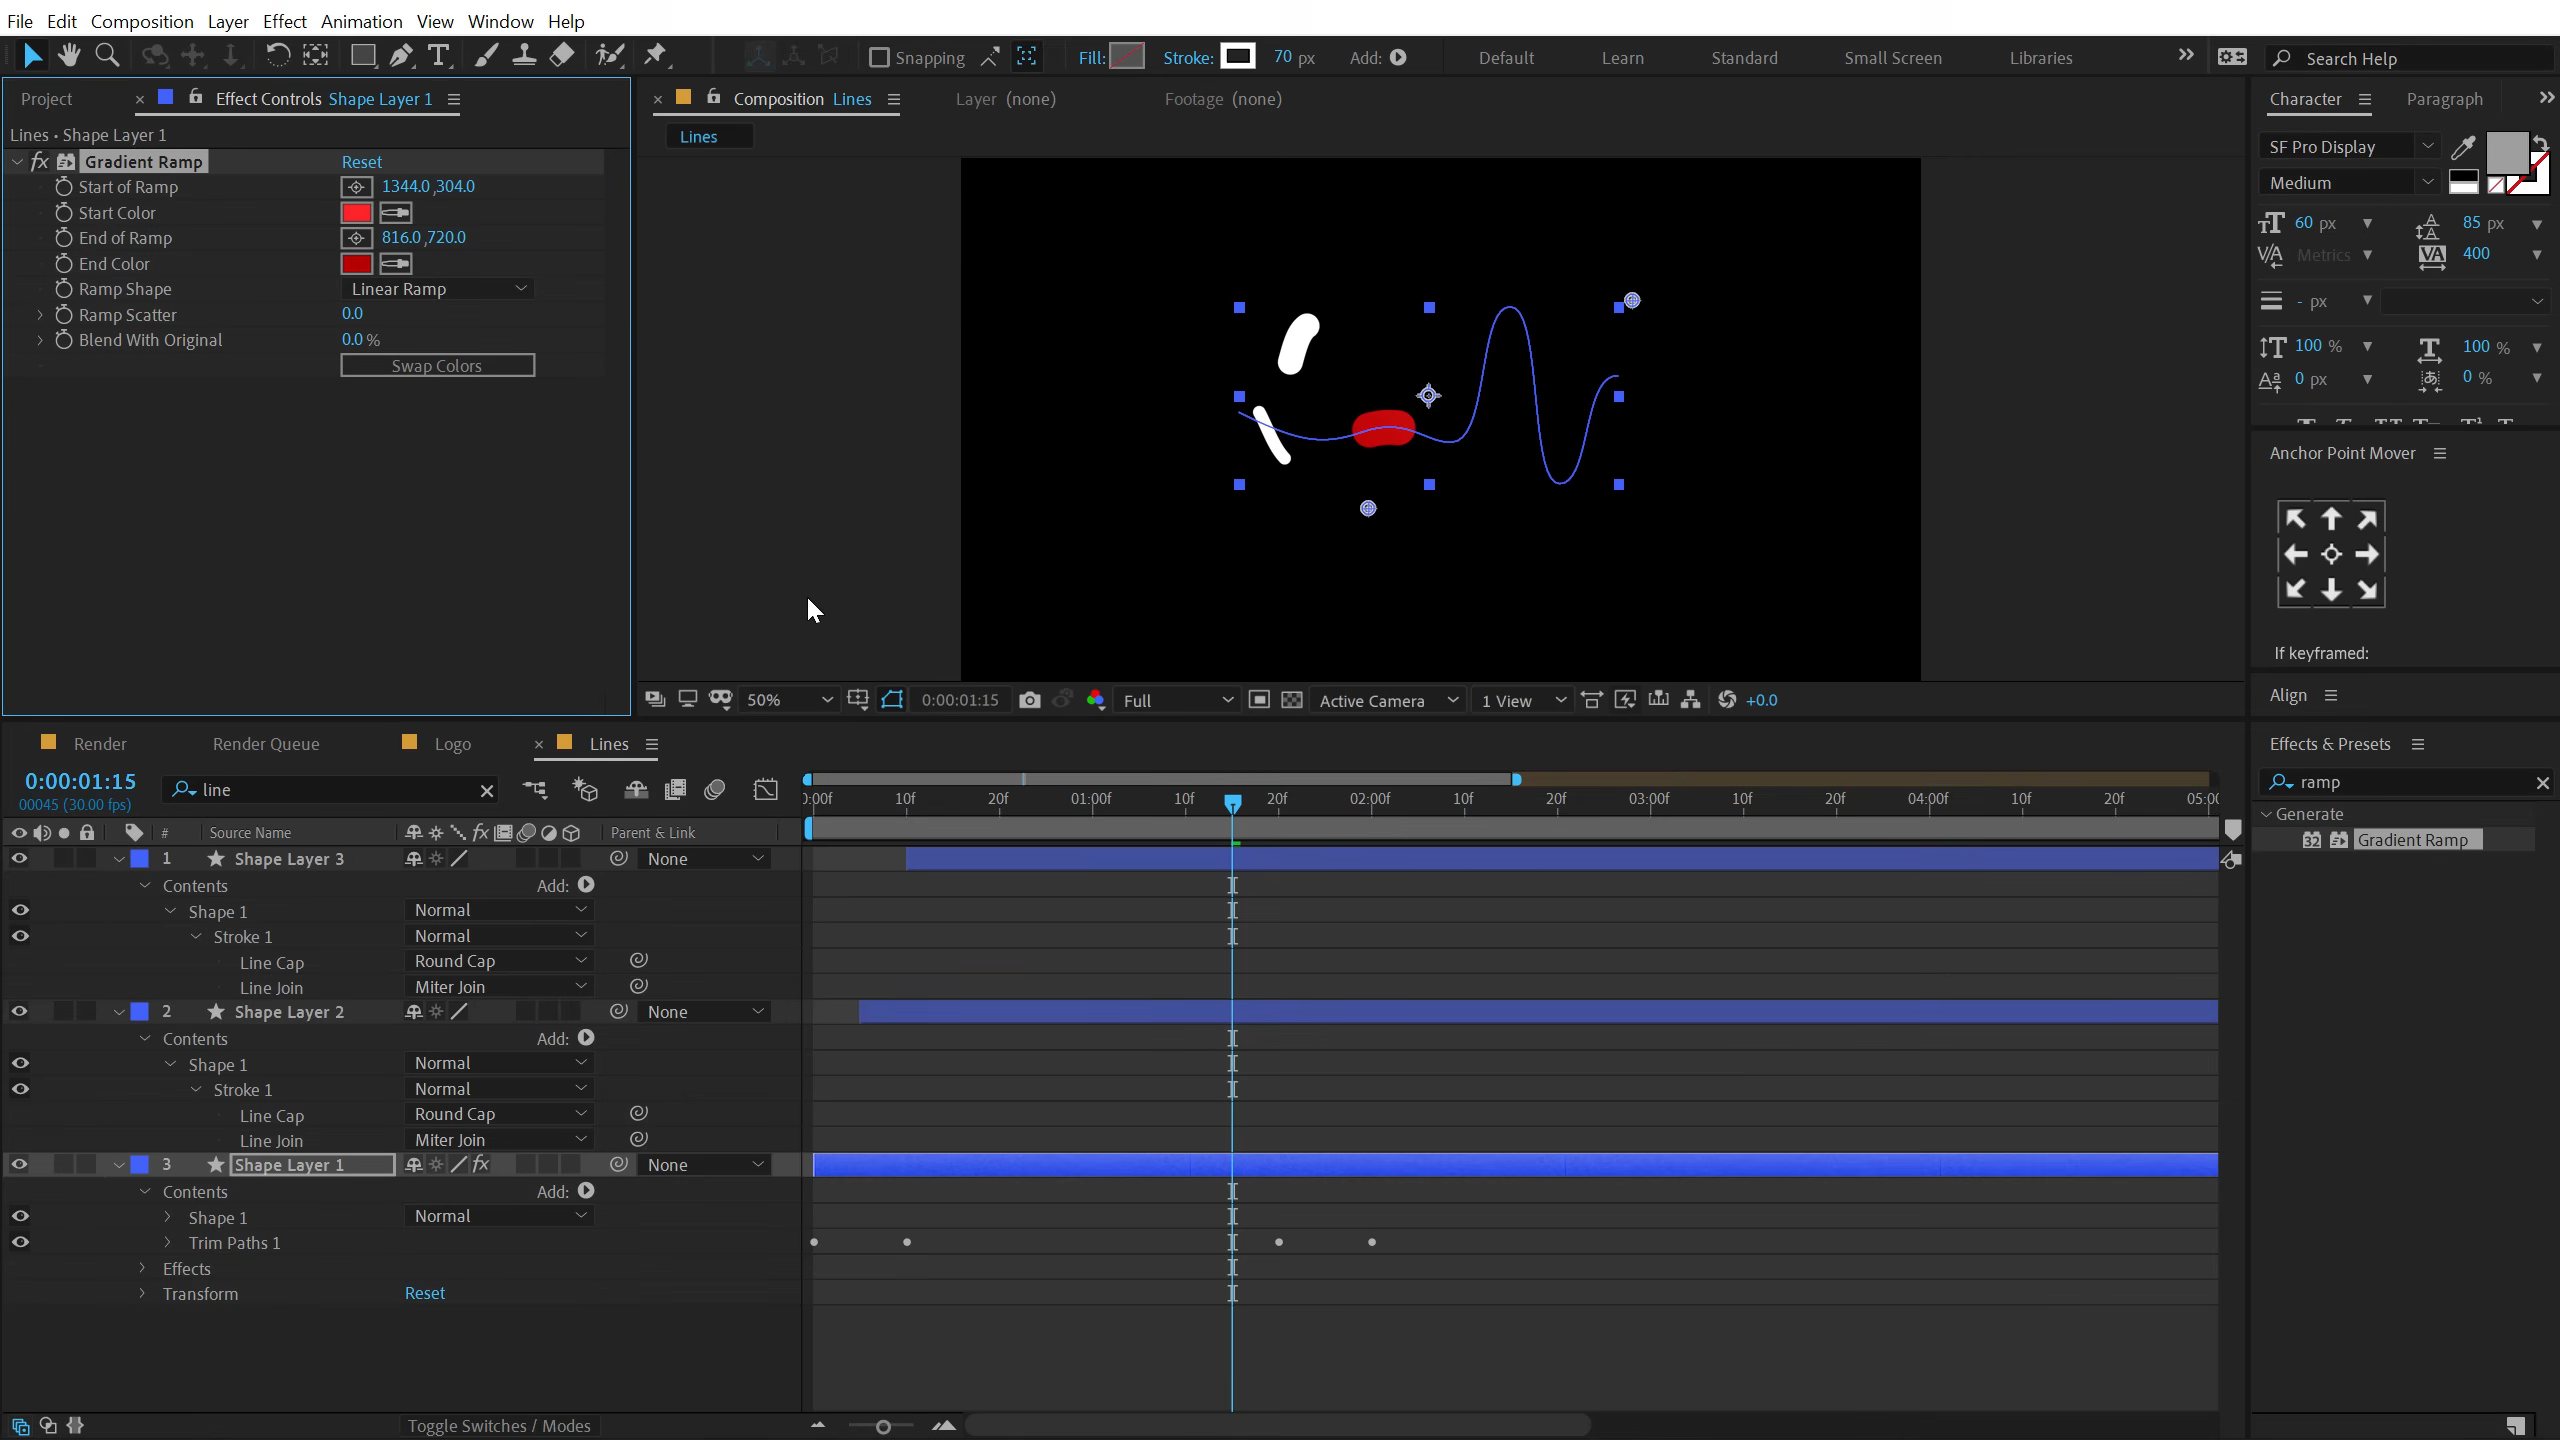 File Edit Composition Layer Effect Animation View Window Help
Snapping Fill: Stroke: 70 px Add: Default Learn Standard Small Screen Libraries Search Help
Project Effect Controls Shape Layer 1
Composition Lines Layer (none) Footage (none)
Character Paragraph
Lines • Shape Layer 1
Lines
fx Gradient Ramp Reset
Start of Ramp 1344.0,304.0
Start Color
End of Ramp 816.0,720.0
End Color
Ramp Shape Linear Ramp
Ramp Scatter 0.0
Blend With Original 0.0 %
Swap Colors
SF Pro Display
Medium
60 px 85 px
Metrics 400
- px
100 % 100 %
0 px 0 %
Anchor Point Mover
If keyframed:
Align
50% 0:00:01:15 Full Active Camera 1 View +0.0
Render Render Queue Logo Lines
Effects & Presets
ramp
Generate
32 Gradient Ramp
0:00:01:15
00045 (30.00 fps)
line
0:00f 10f 20f 01:00f 10f 20f 02:00f 10f 20f 03:00f 10f 20f 04:00f 10f 20f 05:00
# Source Name fx Parent & Link
1 Shape Layer 3 None
Contents Add:
Shape 1 Normal
Stroke 1 Normal
Line Cap Round Cap
Line Join Miter Join
2 Shape Layer 2 None
Contents Add:
Shape 1 Normal
Stroke 1 Normal
Line Cap Round Cap
Line Join Miter Join
3 Shape Layer 1 fx None
Contents Add:
Shape 1 Normal
Trim Paths 1
Effects
Transform Reset
Toggle Switches / Modes